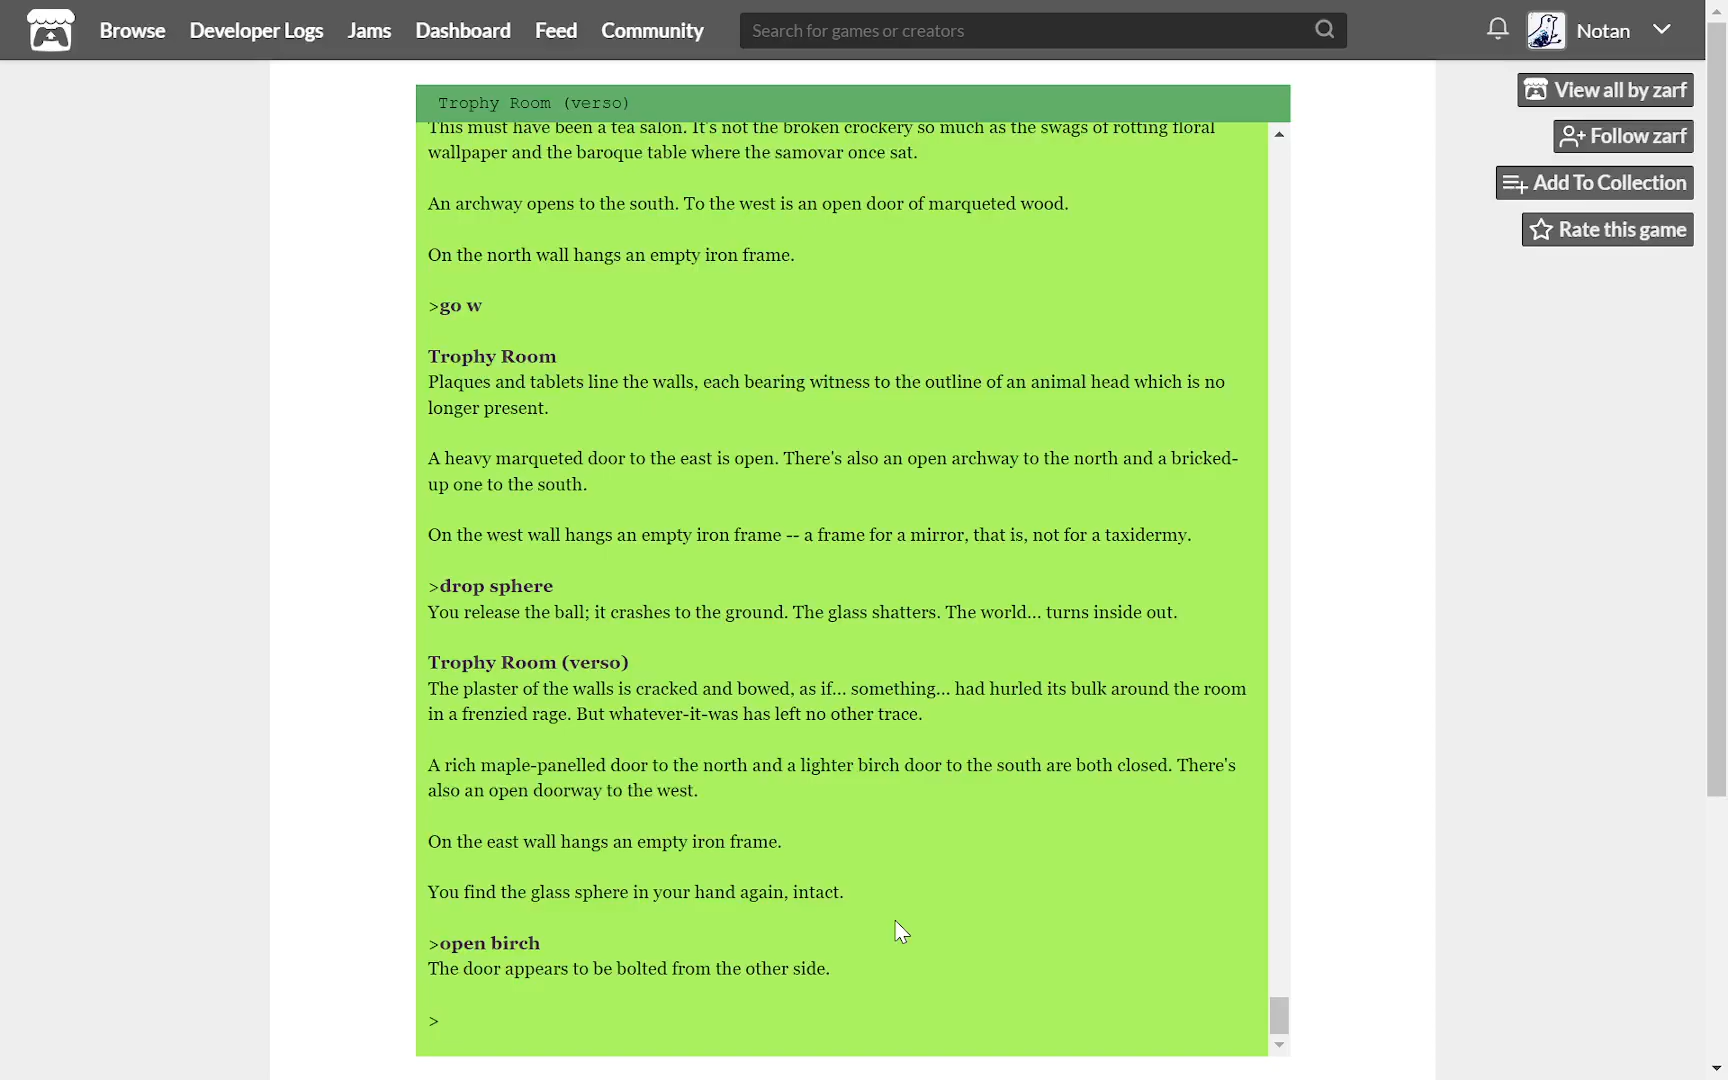 Browse Developer Logs Jams Dashboard Feed Community Search for games or creators Notan
View all by zarf
Follow zarf
Add To Collection
Rate this game
Trophy Room (verso)
This must have been a tea salon. It's not the broken crockery so much as the swags of rotting floral
wallpaper and the baroque table where the samovar once sat.
An archway opens to the south. To the west is an open door of marqueted wood.
On the north wall hangs an empty iron frame.
>go w
Trophy Room
Plaques and tablets line the walls, each bearing witness to the outline of an animal head which is no
longer present.
A heavy marqueted door to the east is open. There's also an open archway to the north and a bricked-
up one to the south.
On the west wall hangs an empty iron frame -- a frame for a mirror, that is, not for a taxidermy.
>drop sphere
You release the ball; it crashes to the ground. The glass shatters. The world... turns inside out.
Trophy Room (verso)
The plaster of the walls is cracked and bowed, as if... something... had hurled its bulk around the room
in a frenzied rage. But whatever-it-was has left no other trace.
A rich maple-panelled door to the north and a lighter birch door to the south are both closed. There's
also an open doorway to the west.
On the east wall hangs an empty iron frame.
You find the glass sphere in your hand again, intact.
>open birch
The door appears to be bolted from the other side.
>